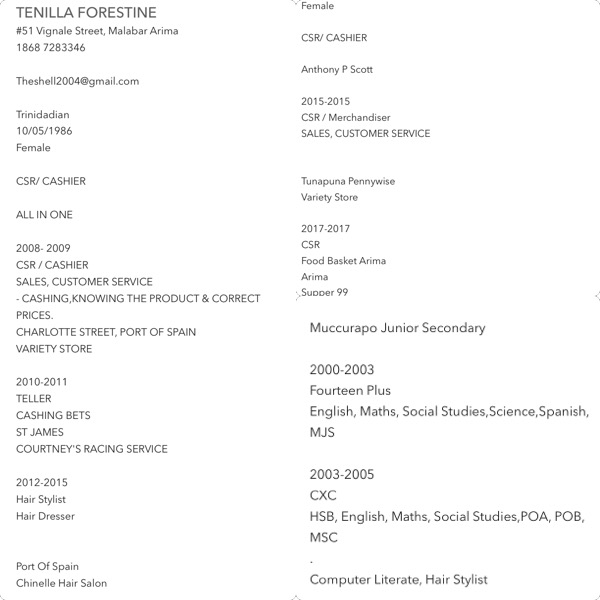 TENILLA FORESTINE
#51 Vignale Street, Malabar Arima
1868 7283346
Theshell2004@gmail.com
Trinidadian
10/05/1986
Female
CSR/ CASHIER
ALL IN ONE
2008- 2009
CSR / CASHIER
SALES, CUSTOMER SERVICE
- CASHING,KNOWING THE PRODUCT & CORRECT
PRICES.
CHARLOTTE STREET, PORT OF SPAIN
VARIETY STORE
2010-2011
TELLER
CASHING BETS
ST JAMES
COURTNEY'S RACING SERVICE
2012-2015
Hair Stylist
Hair Dresser
Port Of Spain
Chinelle Hair Salon
Female
CSR/ CASHIER
Anthony P Scott
2015-2015
CSR / Merchandiser
SALES, CUSTOMER SERVICE
Tunapuna Pennywise
Variety Store
2017-2017
CSR
Food Basket Arima
Arima
Supper 99
Muccurapo Junior Secondary
2000-2003
Fourteen Plus
English, Maths, Social Studies,Science,Spanish,
MJS
2003-2005
CXC
HSB, English, Maths, Social Studies,POA, POB,
MSC
.
Computer Literate, Hair Stylist